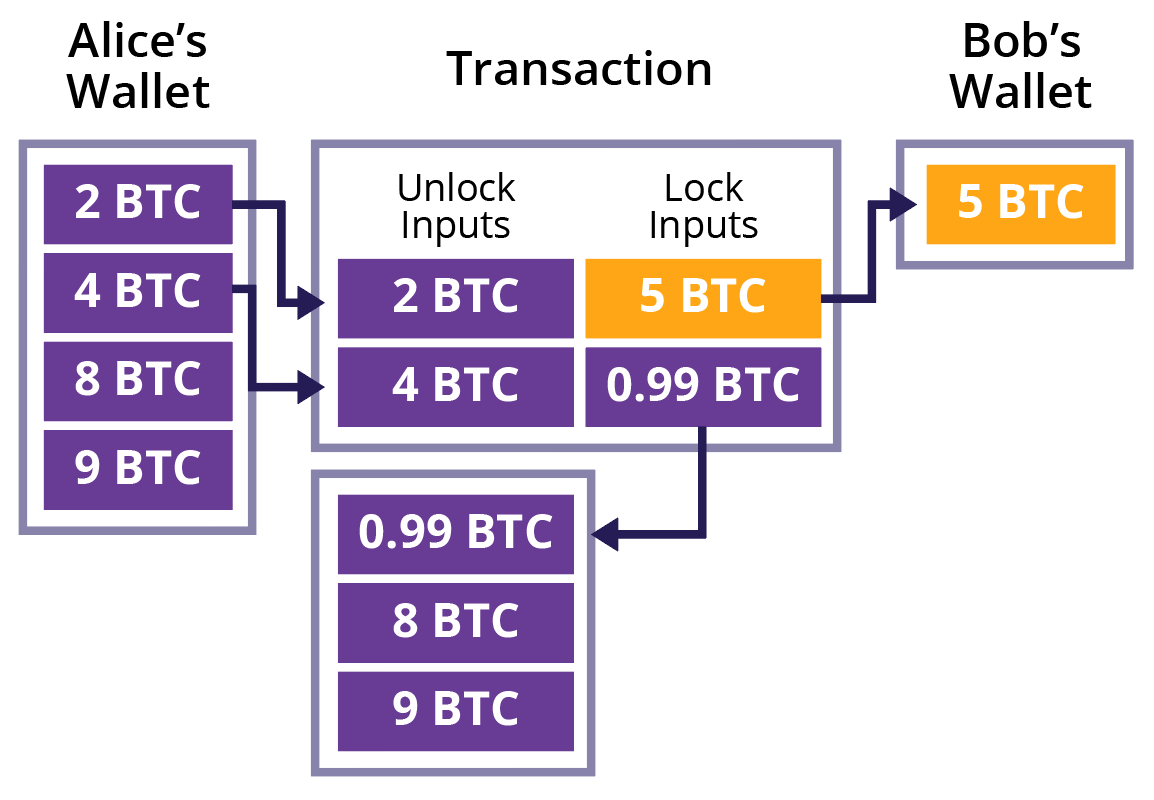 Alice’s
Wallet
2 BTC
4 BTC
8 BTC
9 BTC
Transaction
Unlock
Inputs
Lock
Inputs
2 BTC
5 BTC
4 BTC
0.99 BTC
0.99 BTC
8 BTC
9 BTC
Bob’s
Wallet
5 BTC